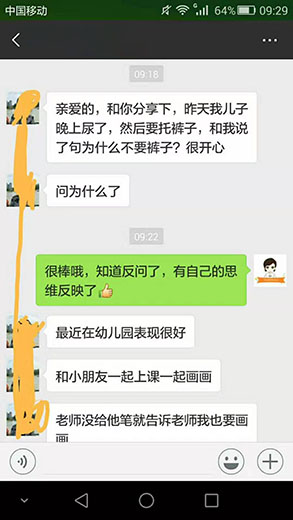 中国移动 64% 09:29
09:18
亲爱的，和你分享下，昨天我儿子
晚上尿了，然后要托裤子，和我说
了句为什么不要裤子？很开心
问为什么了
09:22
很棒哦，知道反问了，有自己的思
维反映了👍
最近在幼儿园表现很好
和小朋友一起上课一起画画
老师没给他笔就告诉老师我也要画
画